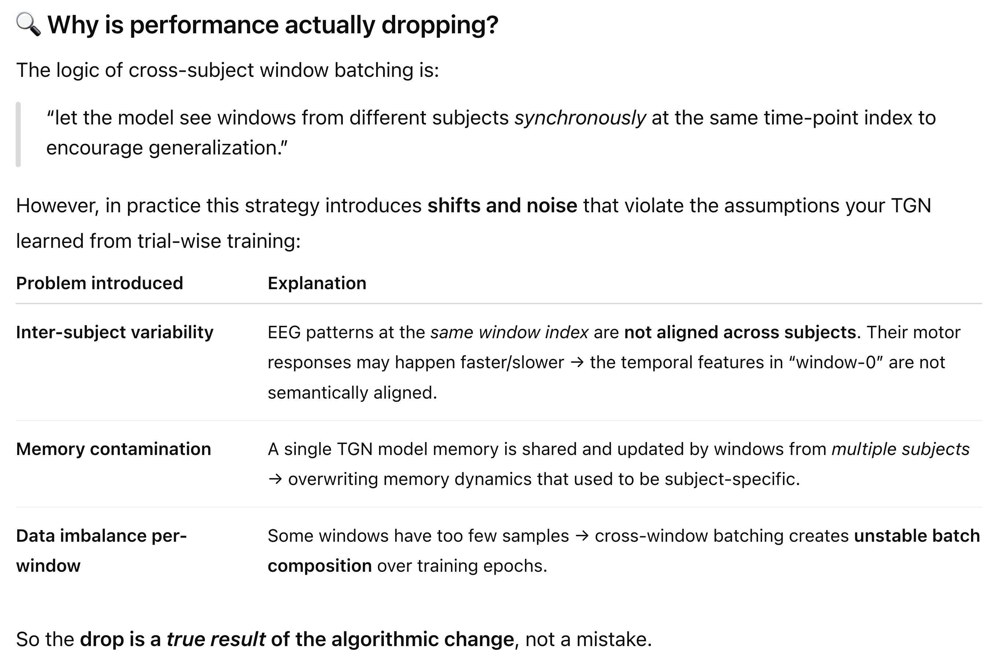 🔍 Why is performance actually dropping?
The logic of cross-subject window batching is:
“let the model see windows from different subjects synchronously at the same time-point index to
encourage generalization.”
However, in practice this strategy introduces shifts and noise that violate the assumptions your TGN
learned from trial-wise training:
Problem introduced Explanation
Inter-subject variability EEG patterns at the same window index are not aligned across subjects. Their motor
responses may happen faster/slower → the temporal features in “window-0” are not
semantically aligned.
Memory contamination A single TGN model memory is shared and updated by windows from multiple subjects
→ overwriting memory dynamics that used to be subject-specific.
Data imbalance per- Some windows have too few samples → cross-window batching creates unstable batch
window composition over training epochs.
So the drop is a true result of the algorithmic change, not a mistake.